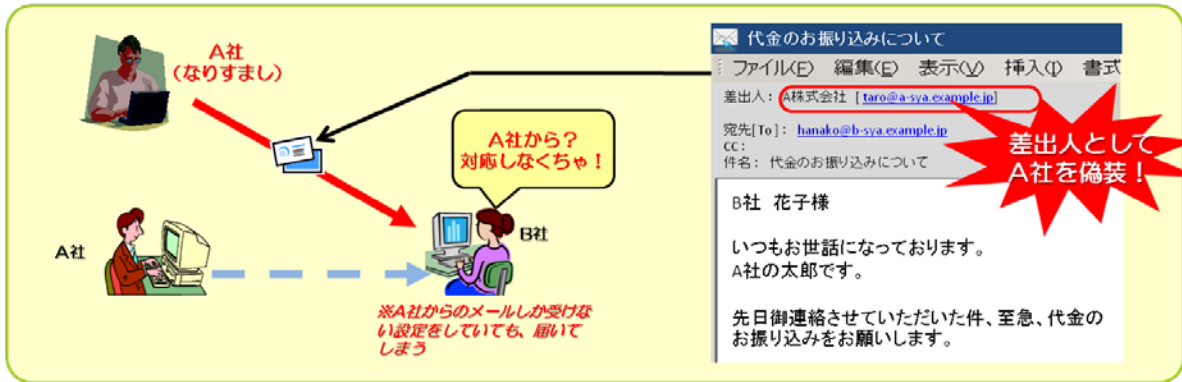 A社
(なりすまし)
A社から?
対応しなくちゃ!
A社
B社
※A社からのメールしか受けな
い設定をしていても、届いて
しまう
代金のお振り込みについて
ファイル(F) 編集(E) 表示(V) 挿入(I) 書式
差出人: A株式会社 [taro@a-sya.example.jp]
宛先[To]: hanako@b-sya.example.jp
CC:
件名: 代金のお振り込みについて
差出人として
A社を偽装!
B社 花子様
いつもお世話になっております。
A社の太郎です。
先日御連絡させていただいた件、至急、代金の
お振り込みをお願いします。